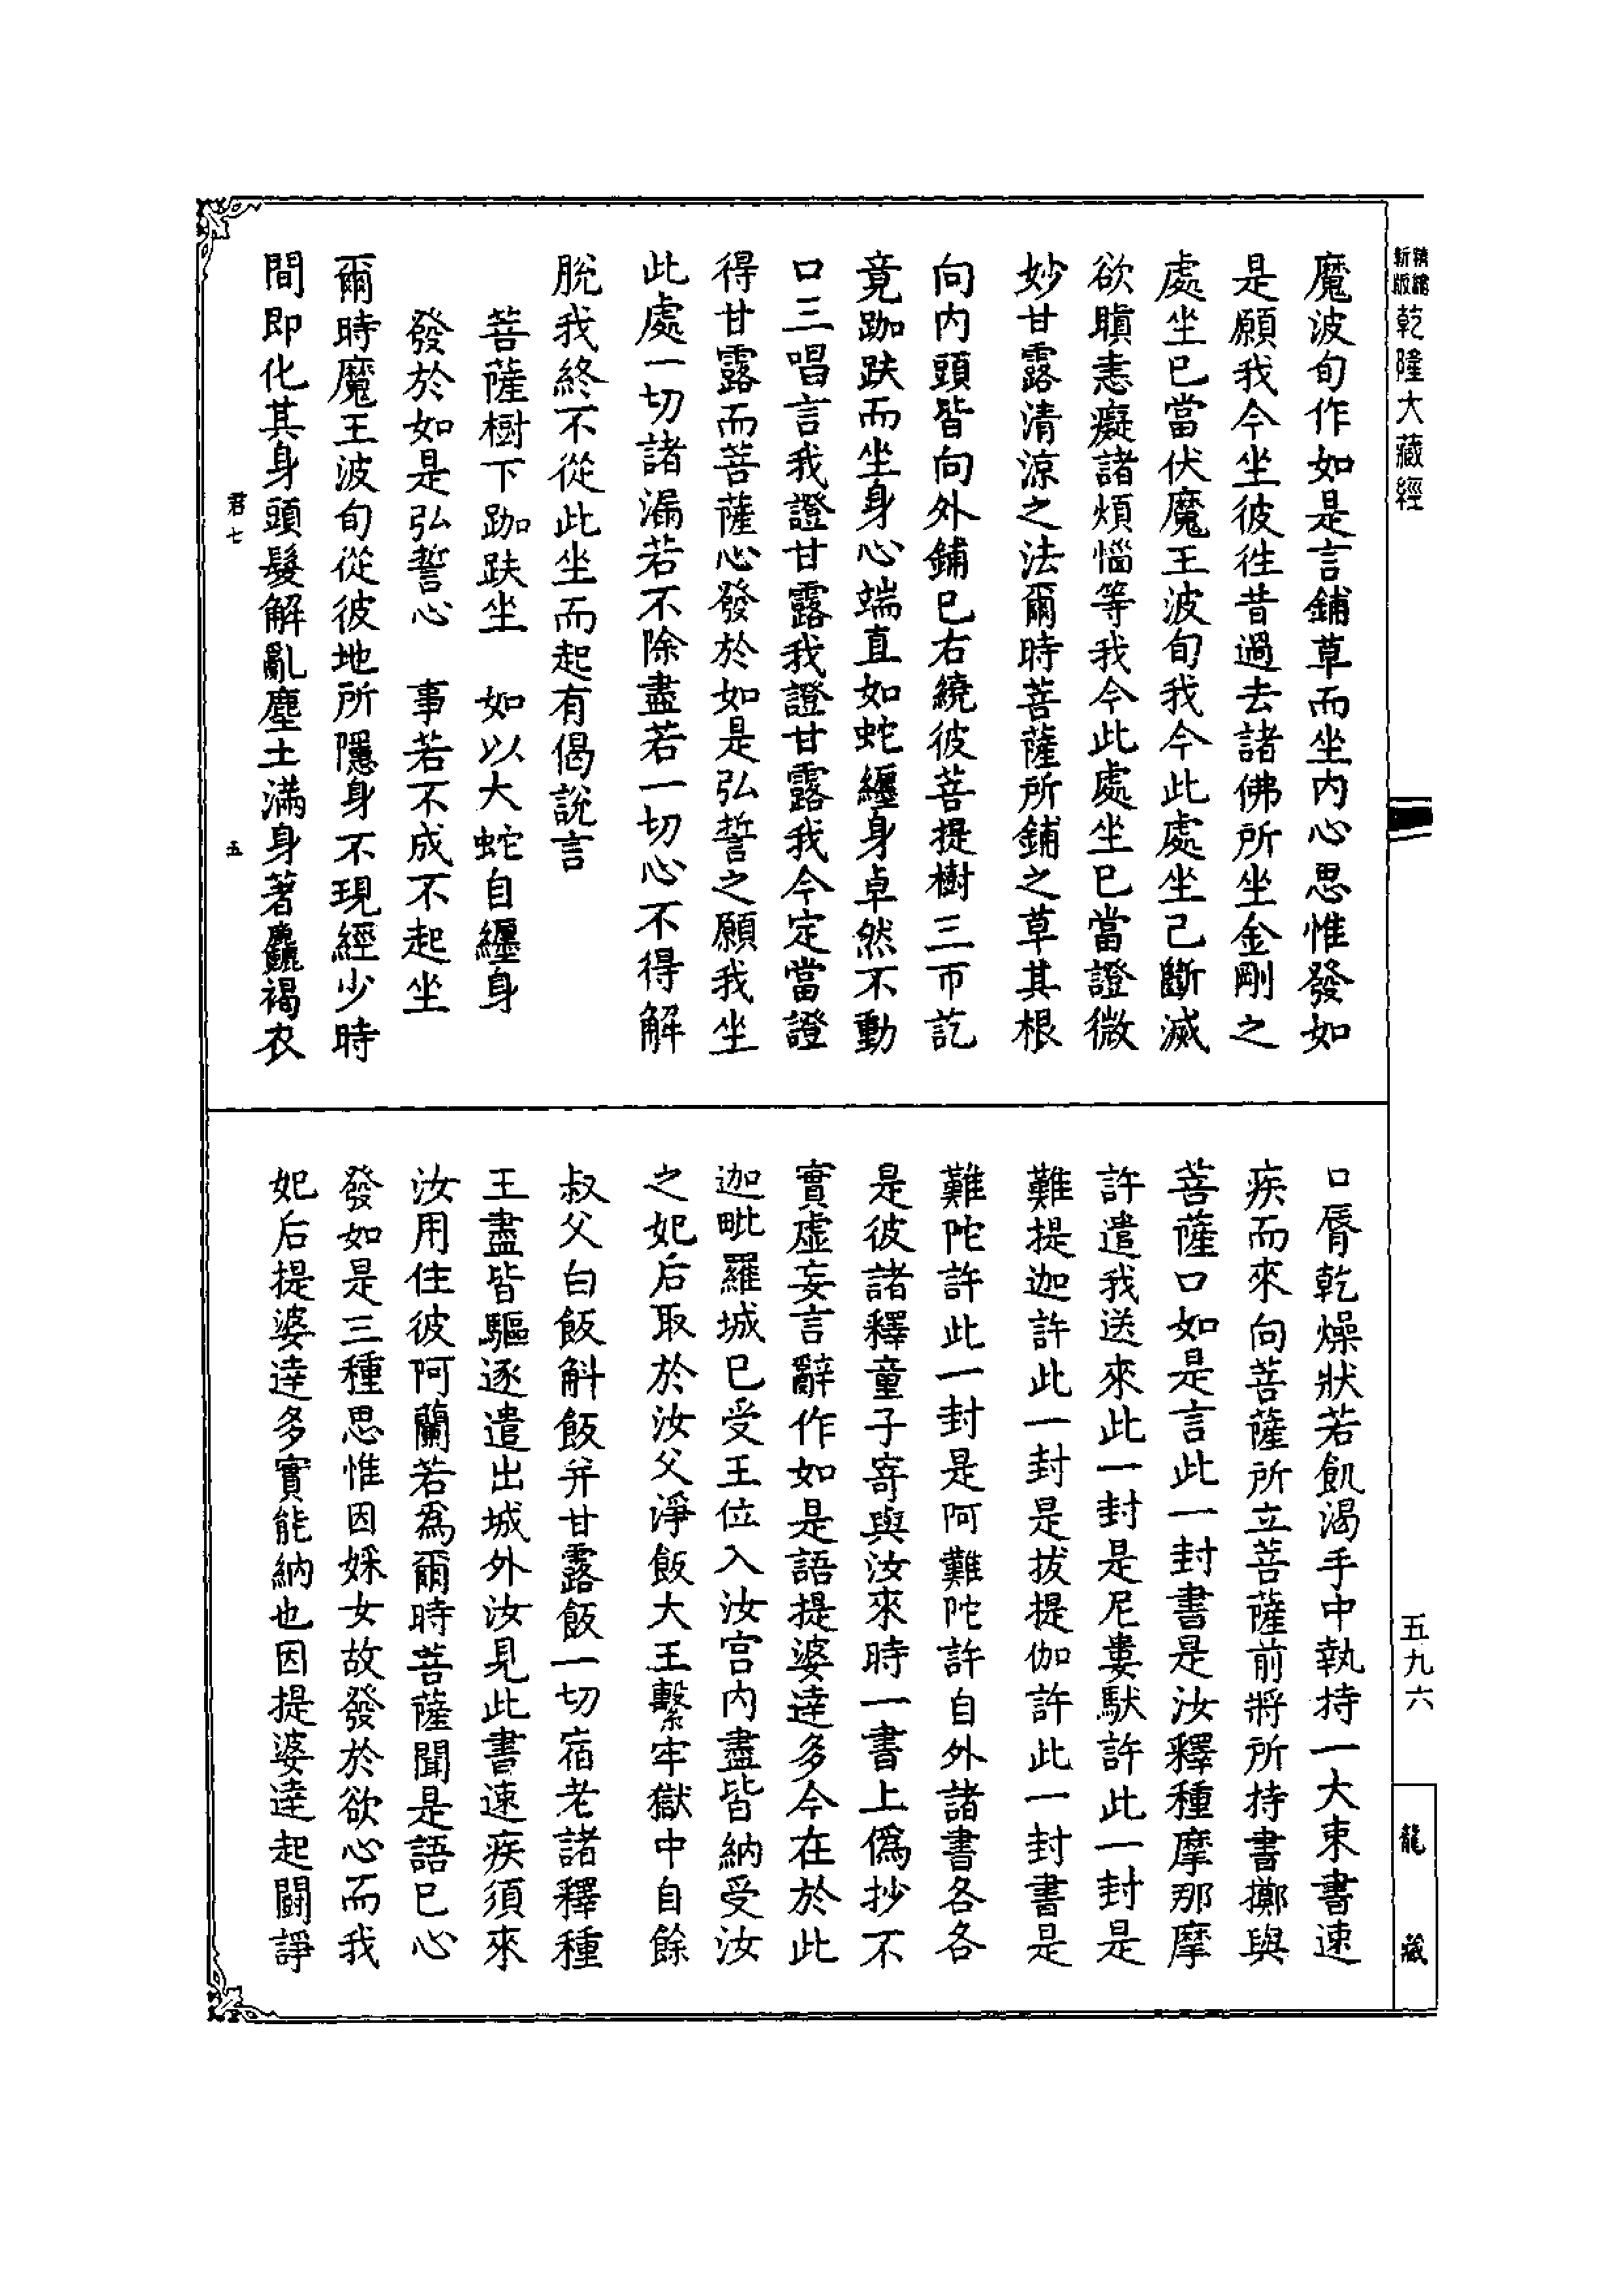 精縮
新版
乾隆大藏經
魔波旬作如是言鋪草而坐内心思惟發如
是願我今坐彼徃昔過去諸佛所坐金剛之
處坐已當伏魔王波旬我今此處坐已斷滅
欲瞋恚癡諸煩惱等我今此處坐已當證微
妙甘露清涼之法爾時菩薩所鋪之草其根
向内頭皆向外鋪已右繞彼菩提樹三帀訖
竟跏趺而坐身心端直如蛇纒身卓然不動
口三唱言我證甘露我證甘露我今定當證
得甘露而菩薩心發於如是弘誓之願我坐
此處一切諸漏若不除盡若一切心不得解
脫我終不從此坐而起有偈說言
菩薩樹下跏趺坐　如以大蛇自纒身
發於如是弘誓心　事若不成不起坐
爾時魔王波旬從彼地所隱身不現經少時
間即化其身頭髮解亂塵土滿身著麤褐衣
君七
五
口脣乾燥狀若飢渴手中執持一大束書速
疾而來向菩薩所立菩薩前將所持書擲與
菩薩口如是言此一封書是汝釋種摩那摩
許遣我送來此一封是尼婁馱許此一封是
難提迦許此一封是拔提伽許此一封書是
難陀許此一封是阿難陀許自外諸書各各
是彼諸釋童子寄與汝來時一書上僞抄不
實虛妄言辭作如是語提婆達多今在於此
迦毗羅城已受王位入汝宫内盡皆納受汝
之妃后取於汝父淨飯大王繫牢獄中自餘
叔父白飯斛飯并甘露飯一切宿老諸釋種
王盡皆驅逐遣出城外汝見此書速疾須來
汝用住彼阿蘭若為爾時菩薩聞是語已心
發如是三種思惟因婇女故發於欲心而我
妃后提婆達多實能納也因提婆達起鬪諍
五九六
龍藏